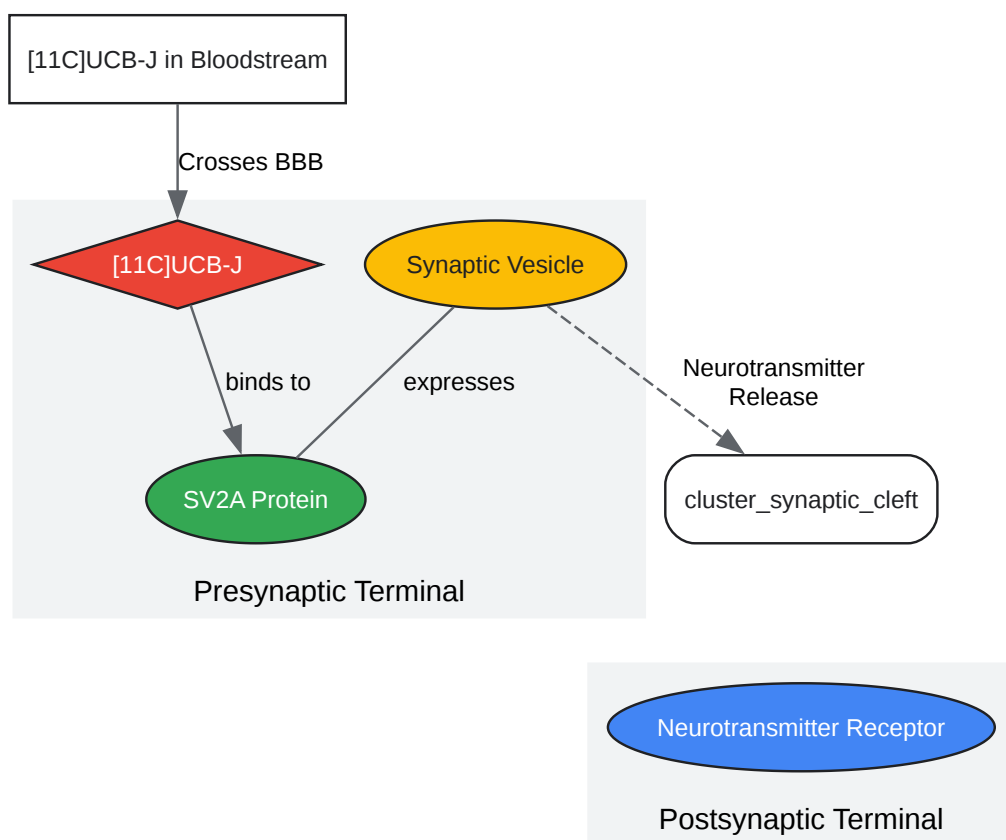 [11C]UCB-J in Bloodstream
Crosses BBB
[11C]UCB-J
Synaptic Vesicle
binds to
expresses
Neurotransmitter
Release
SV2A Protein
cluster_synaptic_cleft
Presynaptic Terminal
Neurotransmitter Receptor
Postsynaptic Terminal